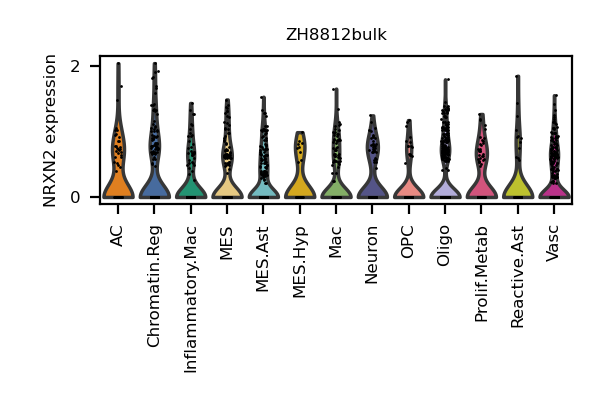 ZH8812bulk
NRXN2 expression
2
0
AC
Chromatin.Reg
Inflammatory.Mac
MES
MES.Ast
MES.Hyp
Mac
Neuron
OPC
Oligo
Prolif.Metab
Reactive.Ast
Vasc